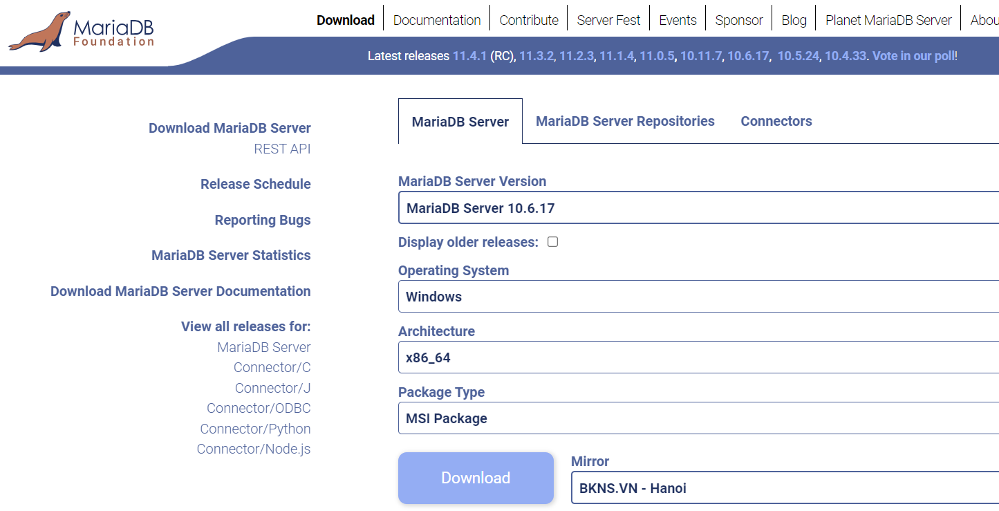 MariaDB
Foundation
Download
Documentation
Contribute
Server Fest
Events
Sponsor
Blog
Planet MariaDB Server
Abou
Latest releases 11.4.1 (RC), 11.3.2, 11.2.3, 11.1.4, 11.0.5, 10.11.7, 10.6.17, 10.5.24, 10.4.33. Vote in our poll!
Download MariaDB Server
REST API
Release Schedule
Reporting Bugs
MariaDB Server Statistics
Download MariaDB Server Documentation
View all releases for:
MariaDB Server
Connector/C
Connector/J
Connector/ODBC
Connector/Python
Connector/Node.js
MariaDB Server
MariaDB Server Repositories
Connectors
MariaDB Server Version
MariaDB Server 10.6.17
Display older releases:
Operating System
Windows
Architecture
x86_64
Package Type
MSI Package
Download
Mirror
BKNS.VN - Hanoi